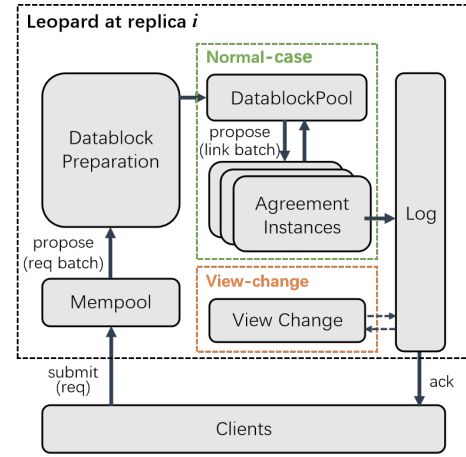 Leopard at replica i
Normal-case
DatablockPool
Datablock
Preparation
propose
(link batch)
Agreement
Instances
Log
propose
(req batch)
Mempool
View-change
View Change
submit
(req)
ack
Clients